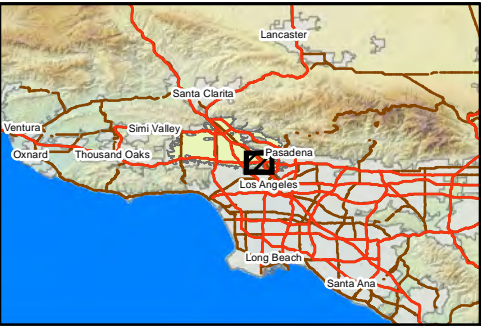 Lancaster
Santa Clarita
Ventura
Simi Valley
Oxnard
Thousand Oaks
Pasadena
Los Angeles
Long Beach
Santa Ana